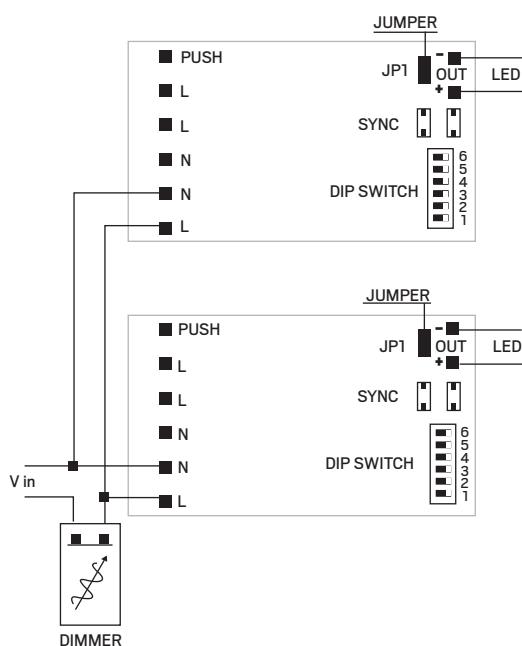 JUMPER
PUSH
JP1
-
OUT
+
LED
L
L
SYNC
N
N
L
DIP SWITCH
6
5
4
3
2
1
JUMPER
PUSH
JP1
-
OUT
+
LED
L
L
SYNC
N
N
L
DIP SWITCH
6
5
4
3
2
1
V in
DIMMER